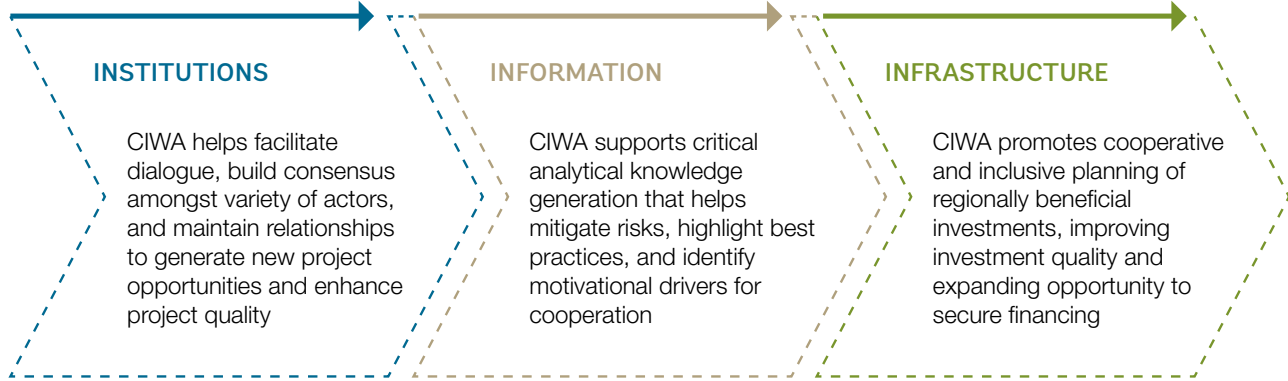 INSTITUTIONS
CIWA helps facilitate
dialogue, build consensus
amongst variety of actors,
and maintain relationships
to generate new project
opportunities and enhance
project quality
INFORMATION
CIWA supports critical
analytical knowledge
generation that helps
mitigate risks, highlight best
practices, and identify
motivational drivers for
cooperation
INFRASTRUCTURE
CIWA promotes cooperative
and inclusive planning of
regionally beneficial
investments, improving
investment quality and
expanding opportunity to
secure financing